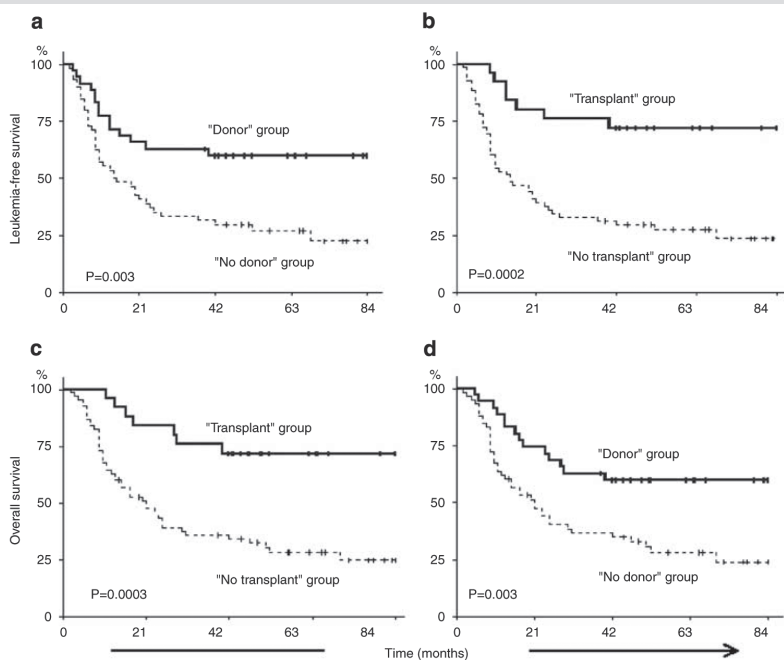 a
b
%
%
100
100
"Donor" group
"Transplant" group
75
75
Leukemia-free survival
50
50
25
25
"No donor" group
"No transplant" group
P=0.003
P=0.0002
0
0
0 21 42 63 84
0 21 42 63 84
c
d
%
%
100
100
"Transplant" group
"Donor" group
75
75
Overall survival
50
50
25
25
"No transplant" group
"No donor" group
P=0.0003
P=0.003
0
0
0 21 42 63 84
0 21 42 63 84
Time (months)